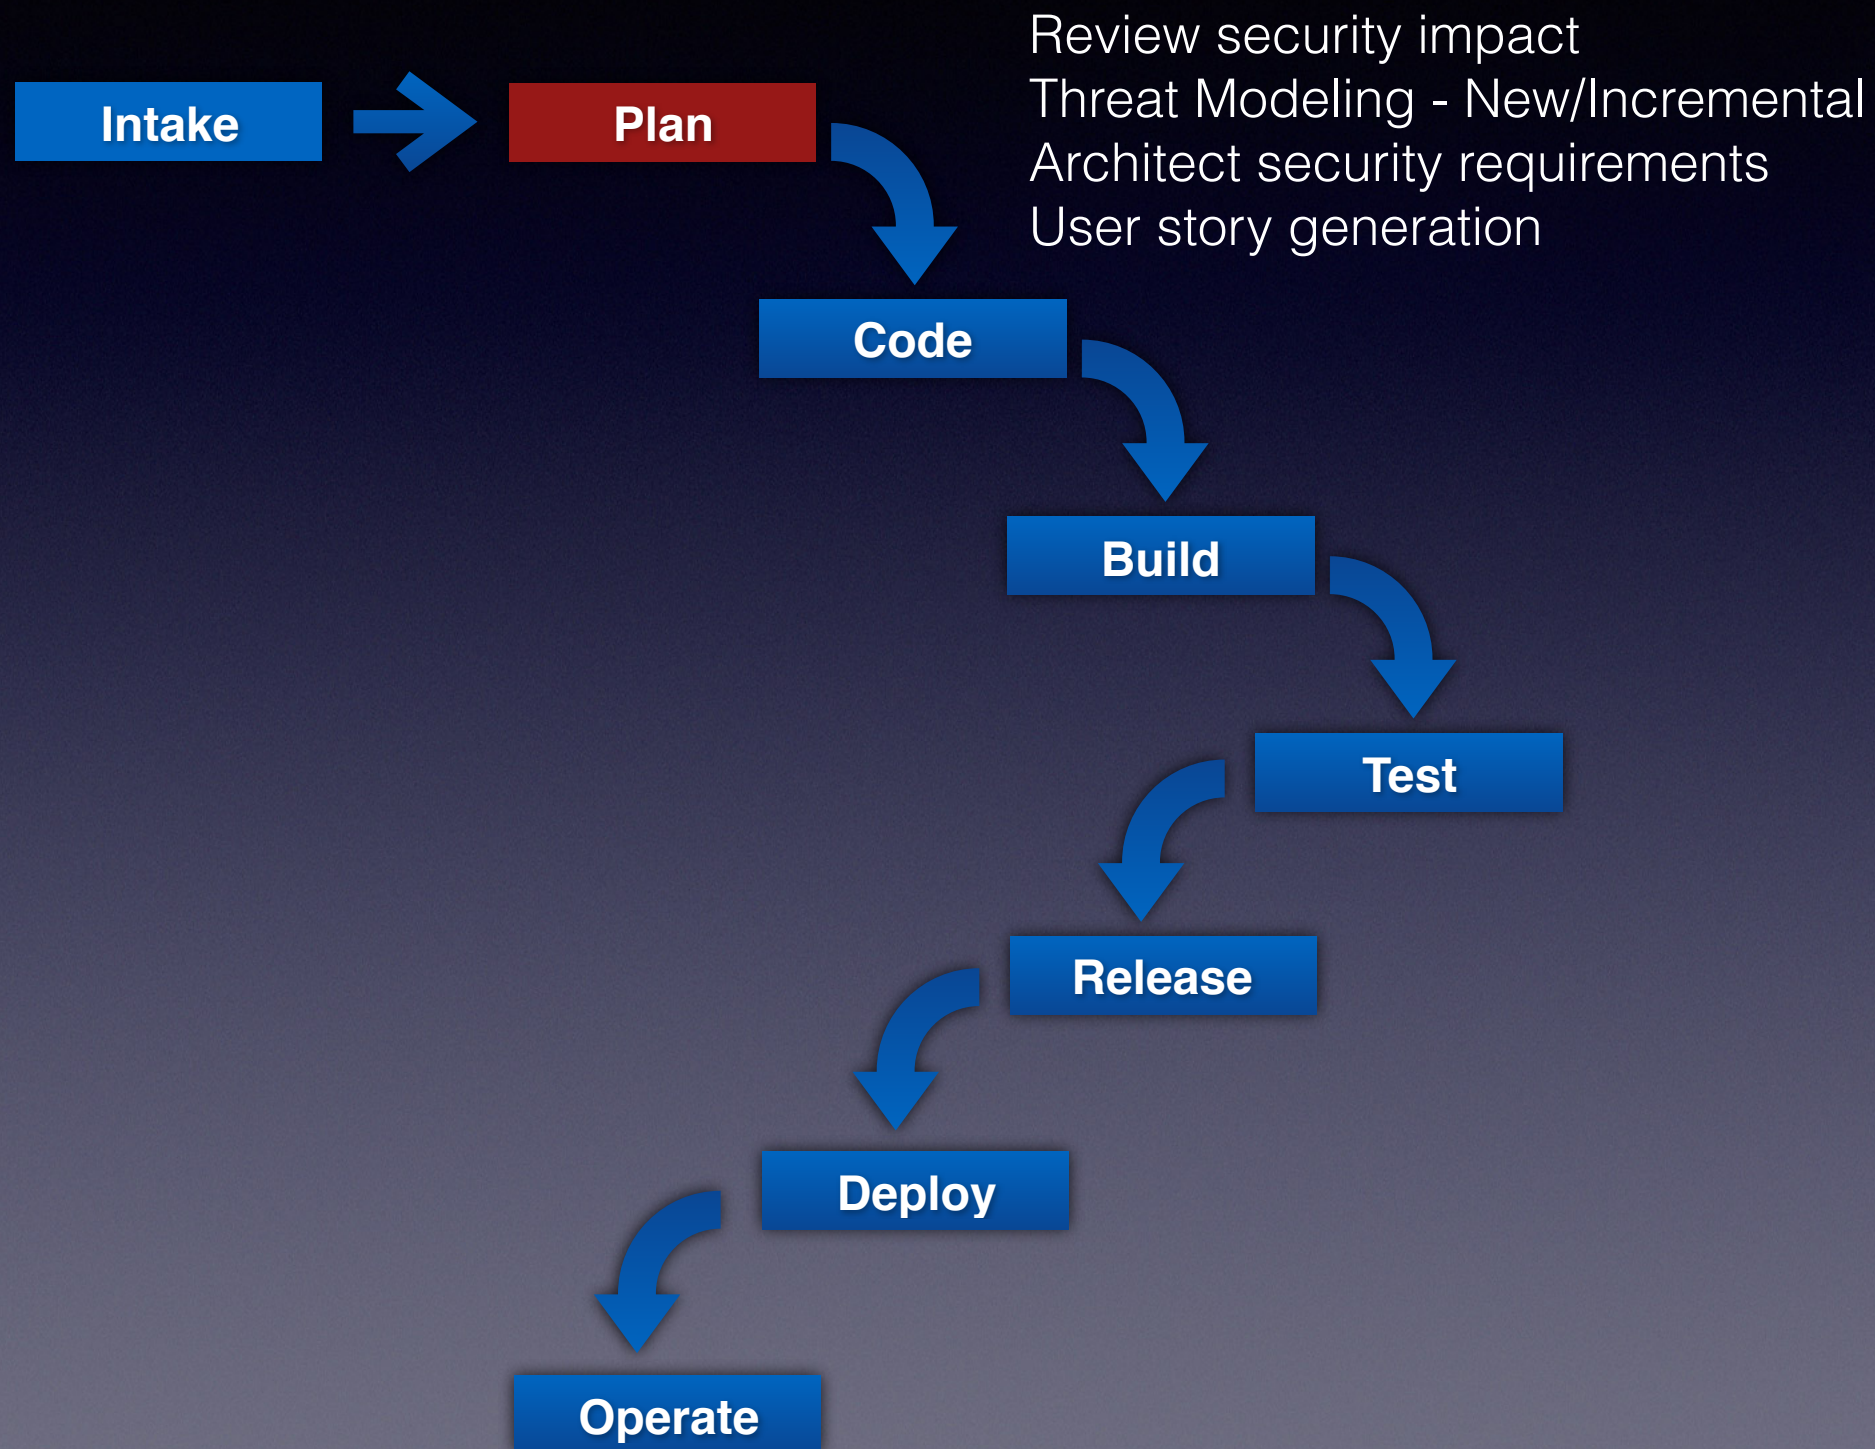 Review security impact
Intake
Plan
Threat Modeling - New/Incremental
Architect security requirements
User story generation
Code
Build
Test
Release
Deploy
Operate